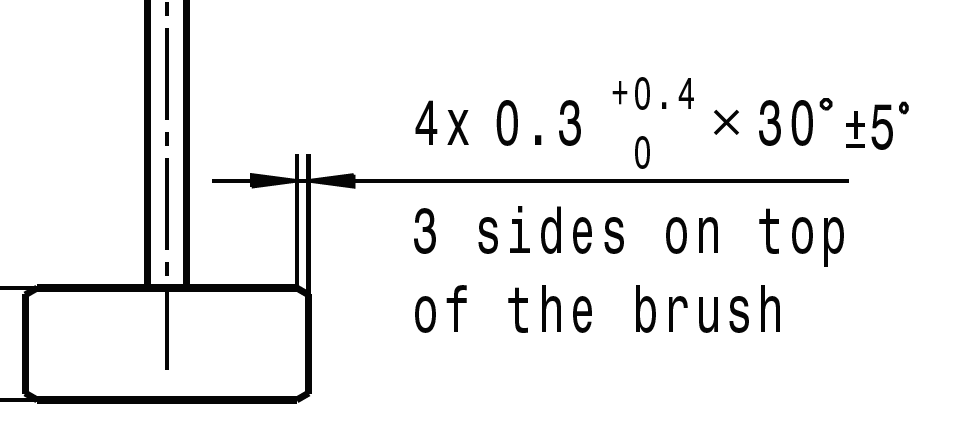 4x 0.3 +0.4 0 × 30° ±5°
3 sides on top
of the brush